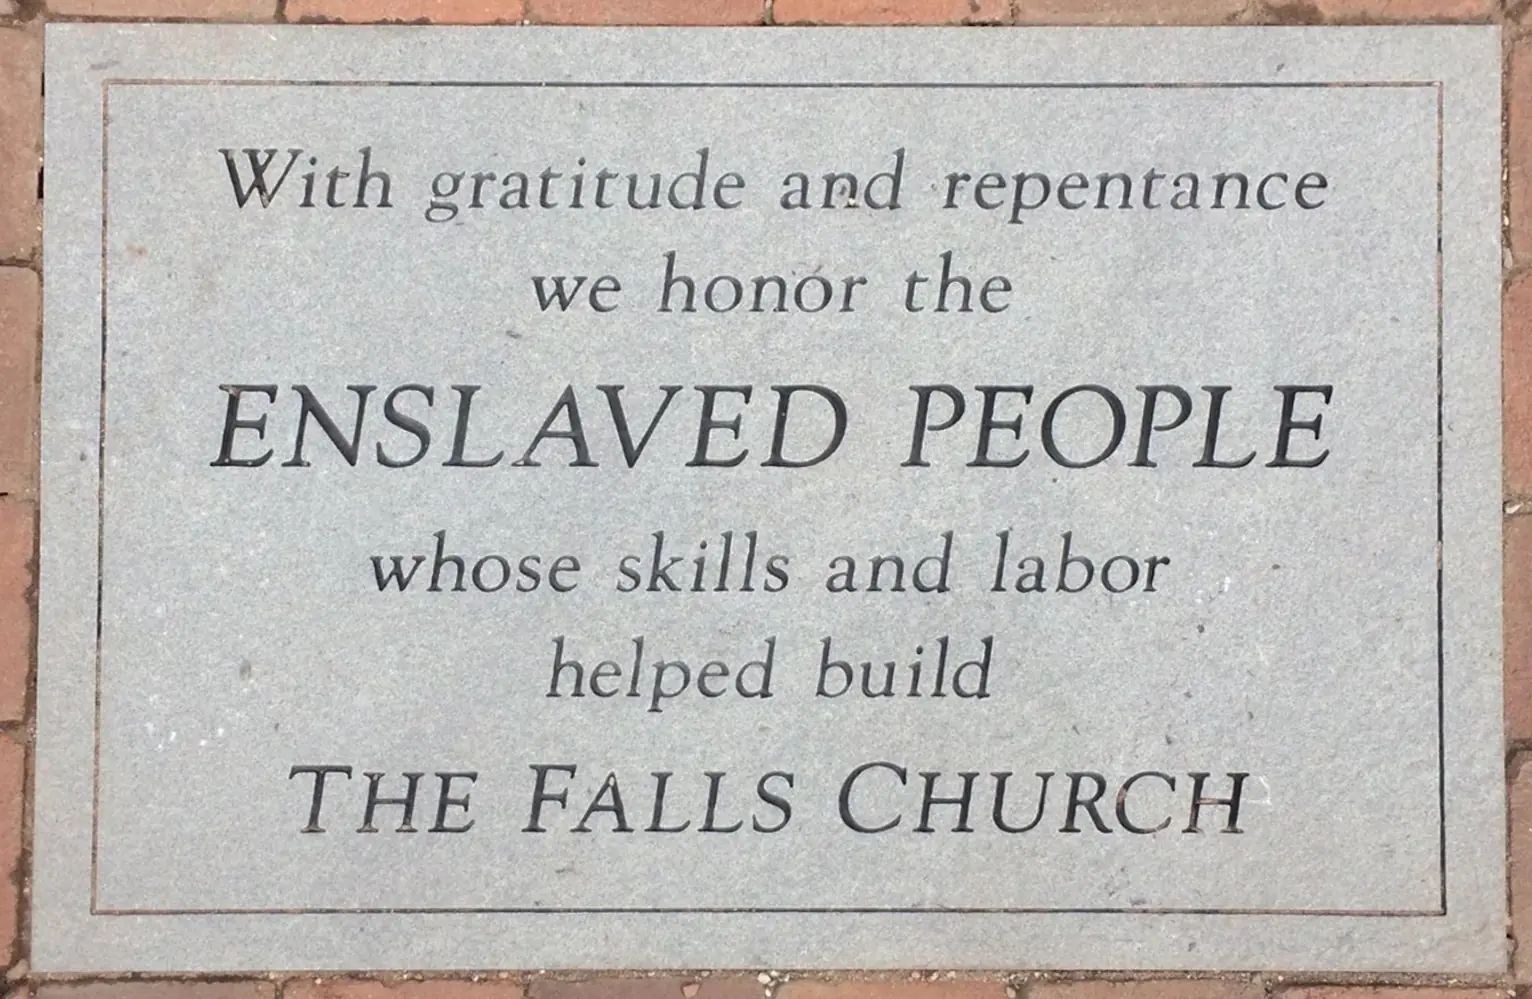 With gratitude and repentance
we honor the
ENSLAVED PEOPLE
whose skills and labor
helped build
THE FALLS CHURCH